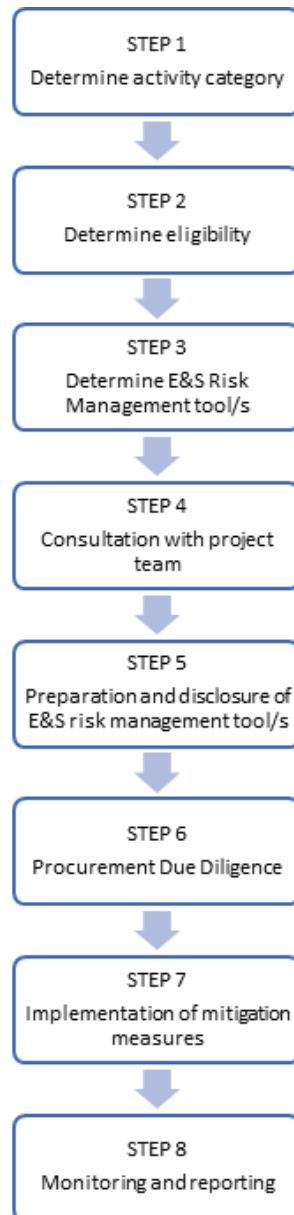 STEP 1
Determine activity category
STEP 2
Determine eligibility
STEP 3
Determine E&S Risk
Management tool/s
STEP 4
Consultation with project
team
STEP 5
Preparation and disclosure of
E&S risk management tool/s
STEP 6
Procurement Due Diligence
STEP 7
Implementation of mitigation
measures
STEP 8
Monitoring and reporting